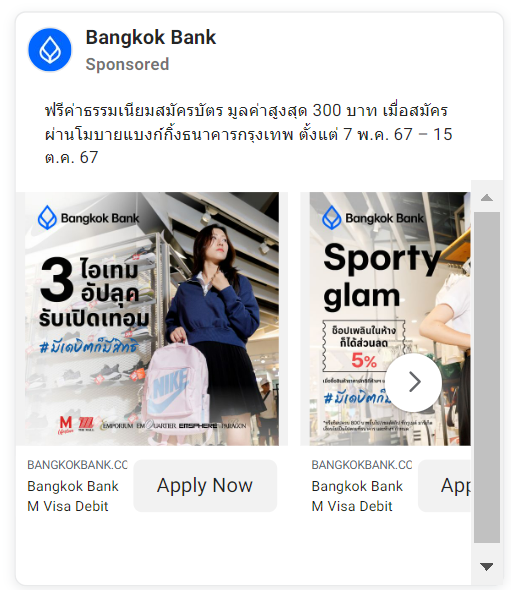 Bangkok Bank
Sponsored
ฟรีค่าธรรมเนียมสมัครบัตร มูลค่าสูงสุด 300 บาท เมื่อสมัคร
ผ่านโมบายแบงก์กิ้งธนาคารกรุงเทพ ตั้งแต่ 7 พ.ค. 67 – 15
ต.ค. 67
Bangkok Bank
3 ไอเทม
อัปลุค
รับเปิดเทอม
#มีเดบิตก็มีสิทธิ
NIKE
M
EMPORIUM EM QUARTIER EMSPHERE PARAGON
BANGKOKBANK.CO
Bangkok Bank
M Visa Debit
Apply Now
Bangkok Bank
Sporty
glam
ช็อปเพลินในห้าง
ก็ได้ส่วนลด
5%
#มีเดบิตก็
BANGKOKBANK.CO
Bangkok Bank
M Visa Debit
App